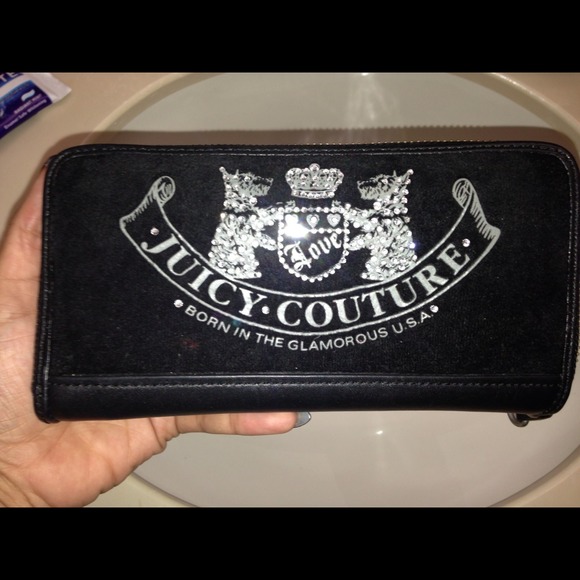 Love
JUICY·COUTURE
BORN IN THE GLAMOROUS U.S.A.